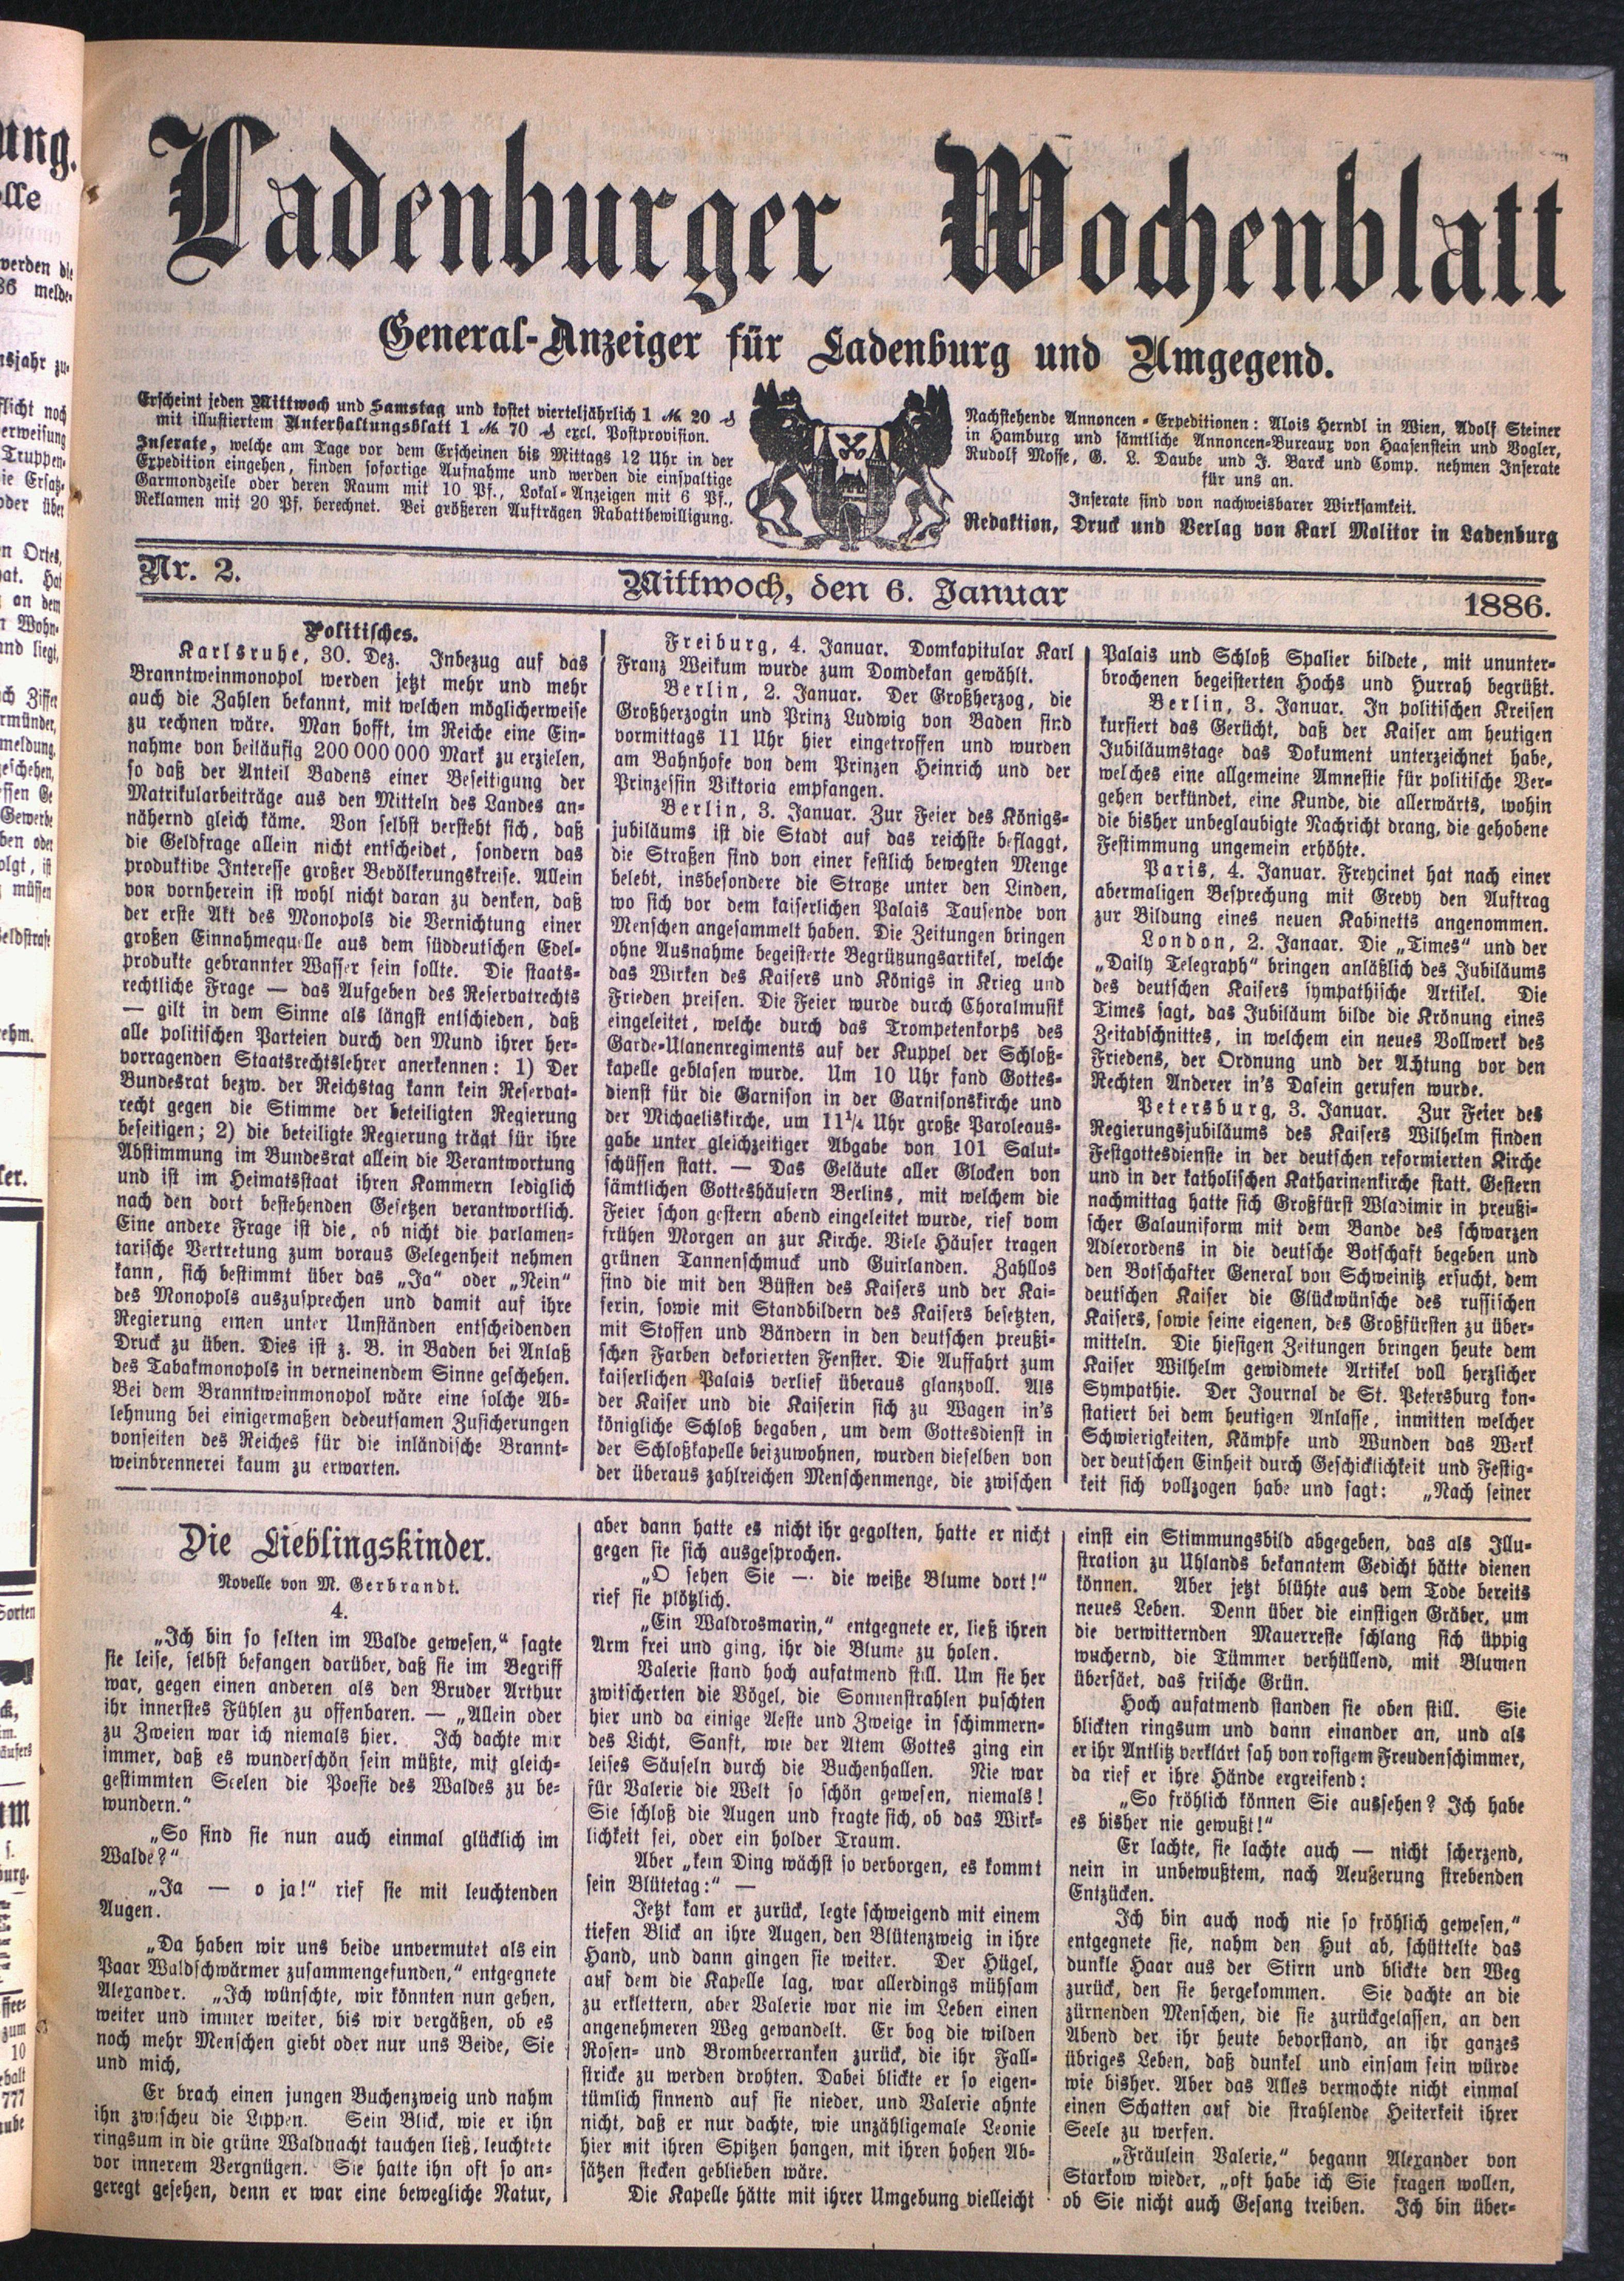 Ladenburger Wochenblatt
General-Anzeiger für Ladenburg und Umgegend.
Erscheint jeden Mittwoch und Samstag und kostet vierteljährlich 1 ℳ 20 ₰
mit illustriertem Unterhaltungsblatt 1 ℳ 70 ₰ excl. Postprovision.
Inserate, welche am Tage vor dem Erscheinen bis Mittags 12 Uhr in der
Expedition eingehen, finden sofortige Aufnahme und werden die einspaltige
Garmondzeile oder deren Raum mit 10 Pf., Lokal-Anzeigen mit 6 Pf.,
Reklamen mit 20 Pf. berechnet. Bei größeren Aufträgen Rabattbewilligung.
Nachstehende Annoncen-Expeditionen: Alois Herndl in Wien, Adolf Steiner
in Hamburg und sämtliche Annoncen-Bureaux von Haasenstein und Vogler,
Rudolf Mosse, G. L. Daube und J. Barck und Comp. nehmen Inserate
für uns an.
Inserate sind von nachweisbarer Wirksamkeit.
Redaktion, Druck und Verlag von Karl Molitor in Ladenburg
Nr. 2.
Mittwoch, den 6. Januar
1886.
Politisches.
Karlsruhe, 30. Dez. Inbezug auf das
Branntweinmonopol werden jetzt mehr und mehr
auch die Zahlen bekannt, mit welchen möglicherweise
zu rechnen wäre. Man hofft, im Reiche eine Ein-
nahme von beiläufig 200 000 000 Mark zu erzielen,
so daß der Anteil Badens einer Beseitigung der
Matrikularbeiträge aus den Mitteln des Landes an-
nähernd gleich käme. Von selbst versteht sich, daß
die Geldfrage allein nicht entscheidet, sondern das
produktive Interesse großer Bevölkerungskreise. Allein
von vornherein ist wohl nicht daran zu denken, daß
der erste Akt des Monopols die Vernichtung einer
großen Einnahmequelle aus dem süddeutschen Edel-
produkte gebrannter Wasser sein sollte. Die staats-
rechtliche Frage — das Aufgeben des Reservatrechts
— gilt in dem Sinne als längst entschieden, daß
alle politischen Parteien durch den Mund ihrer her-
vorragenden Staatsrechtslehrer anerkennen: 1) Der
Bundesrat bezw. der Reichstag kann kein Reservat-
recht gegen die Stimme der beteiligten Regierung
beseitigen; 2) die beteiligte Regierung trägt für ihre
Abstimmung im Bundesrat allein die Verantwortung
und ist im Heimatsstaat ihren Kammern lediglich
nach den dort bestehenden Gesetzen verantwortlich.
Eine andere Frage ist die, ob nicht die parlamen-
tarische Vertretung zum voraus Gelegenheit nehmen
kann, sich bestimmt über das „Ja“ oder „Nein“
des Monopols auszusprechen und damit auf ihre
Regierung einen unter Umständen entscheidenden
Druck zu üben. Dies ist z. B. in Baden bei Anlaß
des Tabakmonopols in verneinendem Sinne geschehen.
Bei dem Branntweinmonopol wäre eine solche Ab-
lehnung bei einigermaßen bedeutsamen Zusicherungen
vonseiten des Reiches für die inländische Brannt-
weinbrennerei kaum zu erwarten.
Freiburg, 4. Januar. Domkapitular Karl
Franz Weikum wurde zum Domdekan gewählt.
Berlin, 2. Januar. Der Großherzog, die
Großherzogin und Prinz Ludwig von Baden sind
vormittags 11 Uhr hier eingetroffen und wurden
am Bahnhofe von dem Prinzen Heinrich und der
Prinzessin Viktoria empfangen.
Berlin, 3. Januar. Zur Feier des Königs-
jubiläums ist die Stadt auf das reichste beflaggt,
die Straßen sind von einer festlich bewegten Menge
belebt, insbesondere die Straße unter den Linden,
wo sich vor dem kaiserlichen Palais Tausende von
Menschen angesammelt haben. Die Zeitungen bringen
ohne Ausnahme begeisterte Begrüßungsartikel, welche
das Wirken des Kaisers und Königs in Krieg und
Frieden preisen. Die Feier wurde durch Choralmusik
eingeleitet, welche durch das Trompetenkorps des
Garde-Ulanenregiments auf der Kuppel der Schloß-
kapelle geblasen wurde. Um 10 Uhr fand Gottes-
dienst für die Garnison in der Garnisonskirche und
der Michaeliskirche, um 11¼ Uhr große Paroleaus-
gabe unter gleichzeitiger Abgabe von 101 Salut-
schüssen statt. — Das Geläute aller Glocken von
sämtlichen Gotteshäusern Berlins, mit welchem die
Feier schon gestern abend eingeleitet wurde, rief vom
frühen Morgen an zur Kirche. Viele Häuser tragen
grünen Tannenschmuck und Guirlanden. Zahllos
sind die mit den Büsten des Kaisers und der Kai-
serin, sowie mit Standbildern des Kaisers besetzten,
mit Stoffen und Bändern in den deutschen preußi-
schen Farben dekorierten Fenster. Die Auffahrt zum
kaiserlichen Palais verlief überaus glanzvoll. Als
der Kaiser und die Kaiserin sich zu Wagen in's
königliche Schloß begaben, um dem Gottesdienst in
der Schloßkapelle beizuwohnen, wurden dieselben von
der überaus zahlreichen Menschenmenge, die zwischen
Palais und Schloß Spalier bildete, mit ununter-
brochenen begeisterten Hochs und Hurrah begrüßt.
Berlin, 3. Januar. In politischen Kreisen
kursiert das Gerücht, daß der Kaiser am heutigen
Jubiläumstage das Dokument unterzeichnet habe,
welches eine allgemeine Amnestie für politische Ver-
gehen verkündet, eine Kunde, die allerwärts, wohin
die bisher unbeglaubigte Nachricht drang, die gehobene
Feststimmung ungemein erhöhte.
Paris, 4. Januar. Freycinet hat nach einer
abermaligen Besprechung mit Grevy den Auftrag
zur Bildung eines neuen Kabinetts angenommen.
London, 2. Janaar. Die „Times“ und der
„Daily Telegraph“ bringen anläßlich des Jubiläums
des deutschen Kaisers sympathische Artikel. Die
Times sagt, das Jubiläum bilde die Krönung eines
Zeitabschnittes, in welchem ein neues Bollwerk des
Friedens, der Ordnung und der Achtung vor den
Rechten Anderer in's Dasein gerufen wurde.
Petersburg, 3. Januar. Zur Feier des
Regierungsjubiläums des Kaisers Wilhelm finden
Festgottesdienste in der deutschen reformierten Kirche
und in der katholischen Katharinenkirche statt. Gestern
nachmittag hatte sich Großfürst Wladimir in preußi-
scher Galauniform mit dem Bande des schwarzen
Adlerordens in die deutsche Botschaft begeben und
den Botschafter General von Schweinitz ersucht, dem
deutschen Kaiser die Glückwünsche des russischen
Kaisers, sowie seine eigenen, des Großfürsten zu über-
mitteln. Die hiesigen Zeitungen bringen heute dem
Kaiser Wilhelm gewidmete Artikel voll herzlicher
Sympathie. Der Journal de St. Petersburg kon-
statiert bei dem heutigen Anlasse, inmitten welcher
Schwierigkeiten, Kämpfe und Wunden das Werk
der deutschen Einheit durch Geschicklichkeit und Festig-
keit sich vollzogen habe und sagt: „Nach seiner
Die Lieblingskinder.
Novelle von M. Gerbrandt.
4.
„Ich bin so selten im Walde gewesen,“ sagte
sie leise, selbst befangen darüber, daß sie im Begriff
war, gegen einen anderen als den Bruder Arthur
ihr innerstes Fühlen zu offenbaren. — „Allein oder
zu Zweien war ich niemals hier. Ich dachte mir
immer, daß es wunderschön sein müßte, mit gleich-
gestimmten Seelen die Poesie des Waldes zu be-
wundern.“
„So sind sie nun auch einmal glücklich im
Walde?“
„Ja — o ja!“ rief sie mit leuchtenden
Augen.
„Da haben wir uns beide unvermutet als ein
Paar Waldschwärmer zusammengefunden,“ entgegnete
Alexander. „Ich wünschte, wir könnten nun gehen,
weiter und immer weiter, bis wir vergäßen, ob es
noch mehr Menschen giebt oder nur uns Beide, Sie
und mich,
Er brach einen jungen Buchenzweig und nahm
ihn zwischeu die Lippen. Sein Blick, wie er ihn
ringsum in die grüne Waldnacht tauchen ließ, leuchtete
vor innerem Vergnügen. Sie hatte ihn oft so an-
geregt gesehen, denn er war eine bewegliche Natur,
aber dann hatte es nicht ihr gegolten, hatte er nicht
gegen sie sich ausgesprochen.
„O sehen Sie — die weiße Blume dort!“
rief sie plötzlich.
„Ein Waldrosmarin,“ entgegnete er, ließ ihren
Arm frei und ging, ihr die Blume zu holen.
Valerie stand hoch aufatmend still. Um sie her
zwitscherten die Vögel, die Sonnenstrahlen puschten
hier und da einige Aeste und Zweige in schimmern-
des Licht, Sanft, wie der Atem Gottes ging ein
leises Säuseln durch die Buchenhallen. Nie war
für Valerie die Welt so schön gewesen, niemals!
Sie schloß die Augen und fragte sich, ob das Wirk-
lichkeit sei, oder ein holder Traum.
Aber „kein Ding wächst so verborgen, es kommt
sein Blütetag:“ —
Jetzt kam er zurück, legte schweigend mit einem
tiefen Blick an ihre Augen, den Blütenzweig in ihre
Hand, und dann gingen sie weiter. Der Hügel,
auf dem die Kapelle lag, war allerdings mühsam
zu erklettern, aber Valerie war nie im Leben einen
angenehmeren Weg gewandelt. Er bog die wilden
Rosen- und Brombeerranken zurück, die ihr Fall-
stricke zu werden drohten. Dabei blickte er so eigen-
tümlich sinnend auf sie nieder, und Valerie ahnte
nicht, daß er nur dachte, wie unzähligemale Leonie
hier mit ihren Spitzen hangen, mit ihren hohen Ab-
sätzen stecken geblieben wäre.
Die Kapelle hätte mit ihrer Umgebung vielleicht
einst ein Stimmungsbild abgegeben, das als Illu-
stration zu Uhlands bekanntem Gedicht hätte dienen
können. Aber jetzt blühte aus dem Tode bereits
neues Leben. Denn über die einstigen Gräber, um
die verwitternden Mauerreste schlang sich üppig
wuchernd, die Tümmer verhüllend, mit Blumen
übersäet, das frische Grün.
Hoch aufatmend standen sie oben still. Sie
blickten ringsum und dann einander an, und als
er ihr Antlitz verklärt sah von rosigem Freudenschimmer,
da rief er ihre Hände ergreifend:
„So fröhlich können Sie aussehen? Ich habe
es bisher nie gewußt!“
Er lachte, sie lachte auch — nicht scherzend,
nein in unbewußtem, nach Aeußerung strebenden
Entzücken.
Ich bin auch noch nie so fröhlich gewesen,“
entgegnete sie, nahm den Hut ab, schüttelte das
dunkle Haar aus der Stirn und blickte den Weg
zurück, den sie hergekommen. Sie dachte an die
zürnenden Menschen, die sie zurückgelassen, an den
Abend der ihr heute bevorstand, an ihr ganzes
übriges Leben, daß dunkel und einsam sein würde
wie bisher. Aber das Alles vermochte nicht einmal
einen Schatten auf die strahlende Heiterkeit ihrer
Seele zu werfen.
„Fräulein Valerie,“ begann Alexander von
Starkow wieder, „oft habe ich Sie fragen wollen,
ob Sie nicht auch Gesang treiben. Ich bin über-